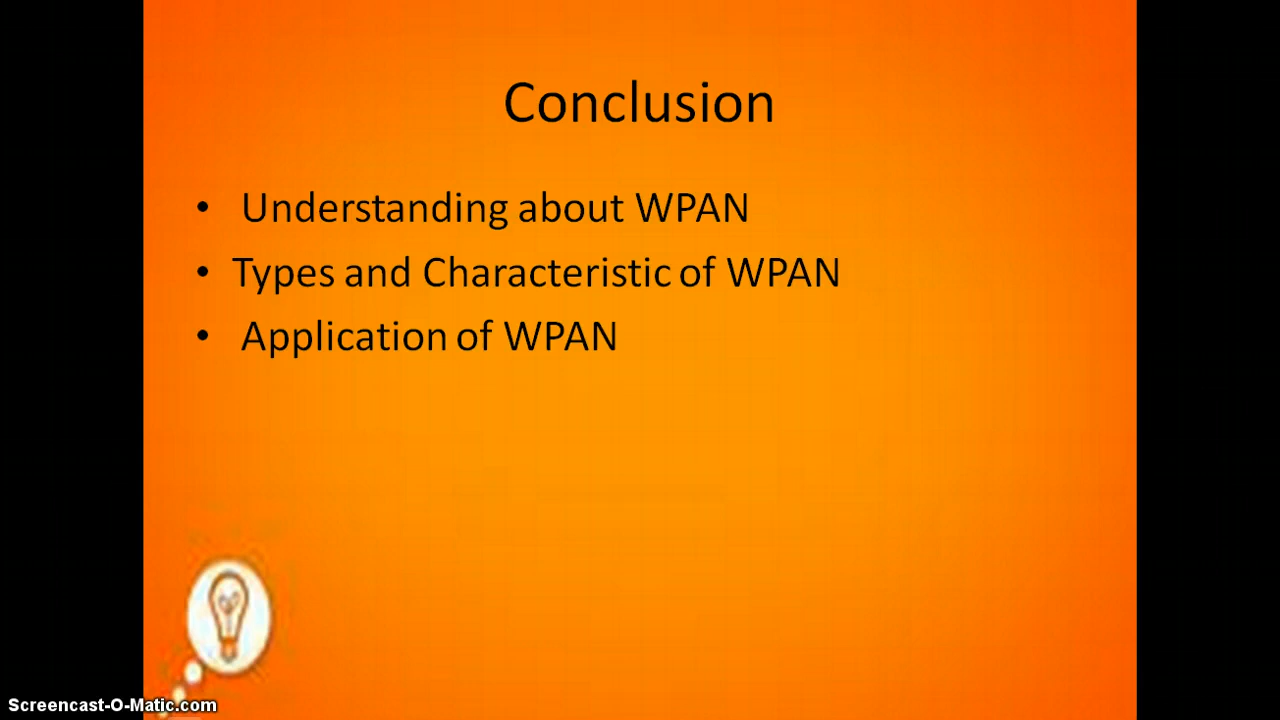 Conclusion
• Understanding about WPAN
• Types and Characteristic of WPAN
• Application of WPAN
Screencast-O-Matic.com